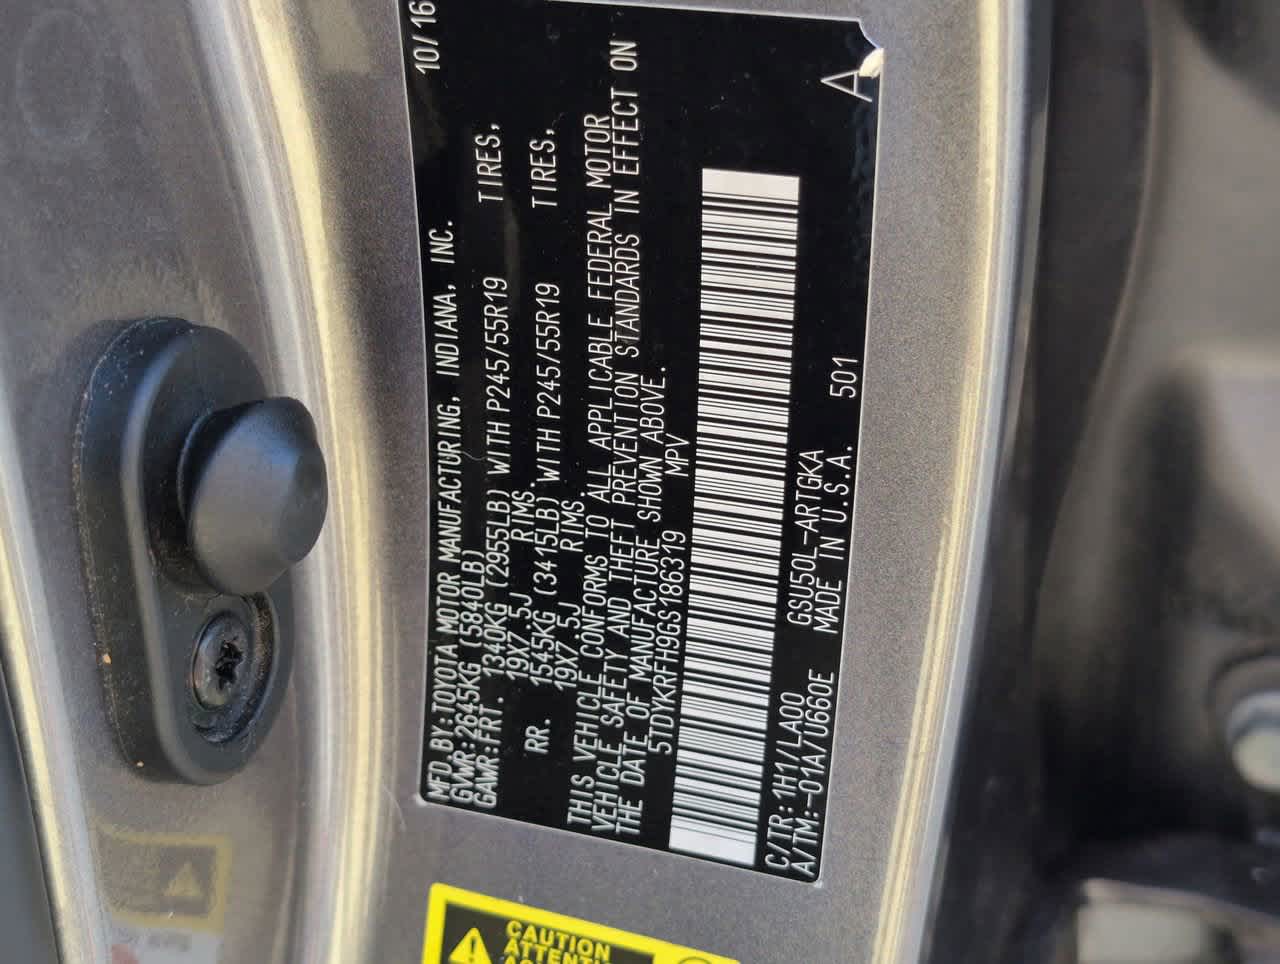 MFD.BY:TOYOTA MOTOR MANUFACTURING, INDIANA, INC. 10/16
GVWR:2645KG (5840LB)
GAWR:FRT. 1340KG(2955LB) WITH P245/55R19 TIRES,
19X7.5J RIMS.
RR. 1545KG (3415LB) WITH P245/55R19 TIRES,
19X7.5J RIMS.
THIS VEHICLE CONFORMS TO ALL APPLICABLE FEDERAL MOTOR
VEHICLE SAFETY AND THEFT PREVENTION STANDARDS IN EFFECT ON
THE DATE OF MANUFACTURE SHOWN ABOVE.
5TDYKRFH9GS186319 MPV
C/TR:1H1/LA00 GSU50L-ARTGKA
A/TM:-01A/U660E MADE IN U.S.A. 501
A
CAUTION